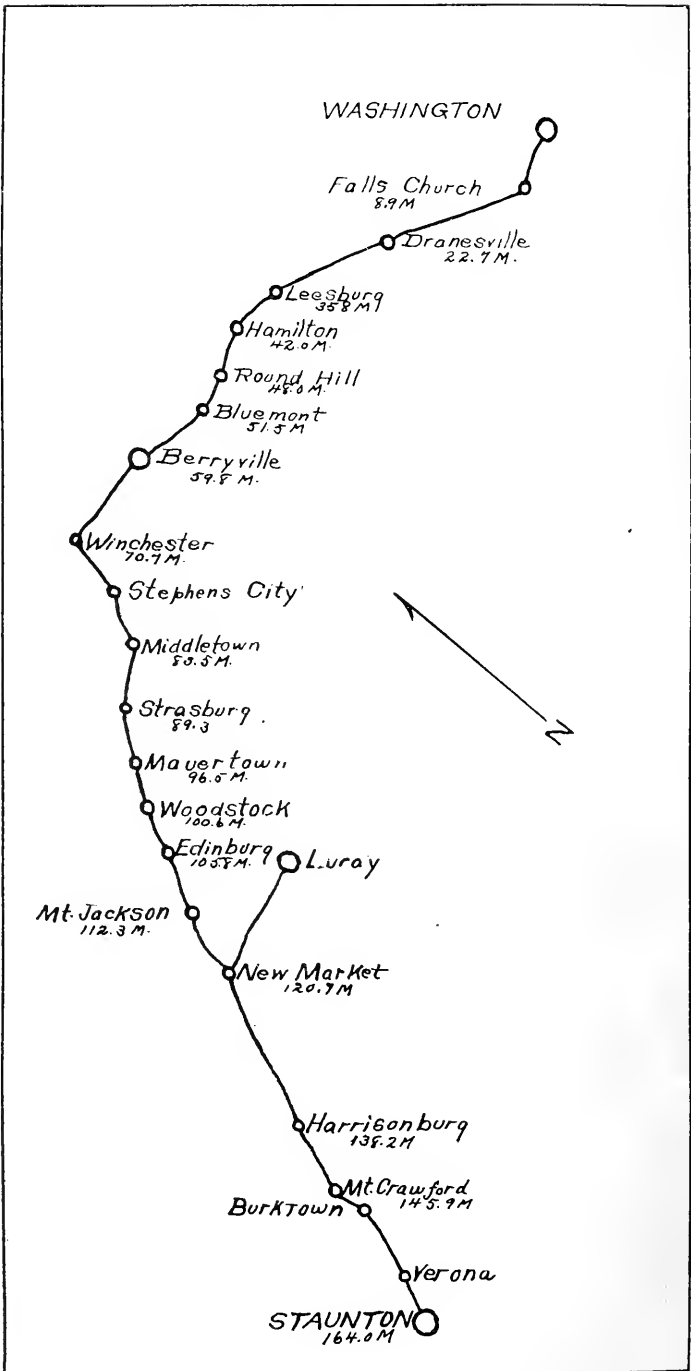 WASHINGTON
Falls Church
8.9 M
Dranesville
22.7 M.
Leesburg
35.8 M
Hamilton
42.0 M.
Round Hill
48.0 M.
Bluemont
51.5 M
Berryville
59.8 M.
Winchester
70.7 M.
Stephens City
Middletown
83.5 M.
Strasburg
89.3
N
Maurertown
96.5 M.
Woodstock
100.6 M.
Edinburg
105.8 M.
Luray
Mt. Jackson
112.3 M.
New Market
120.7 M
Harrisonburg
138.2 M
Mt. Crawford
145.9 M
Burktown
Verona
STAUNTON
164.0 M